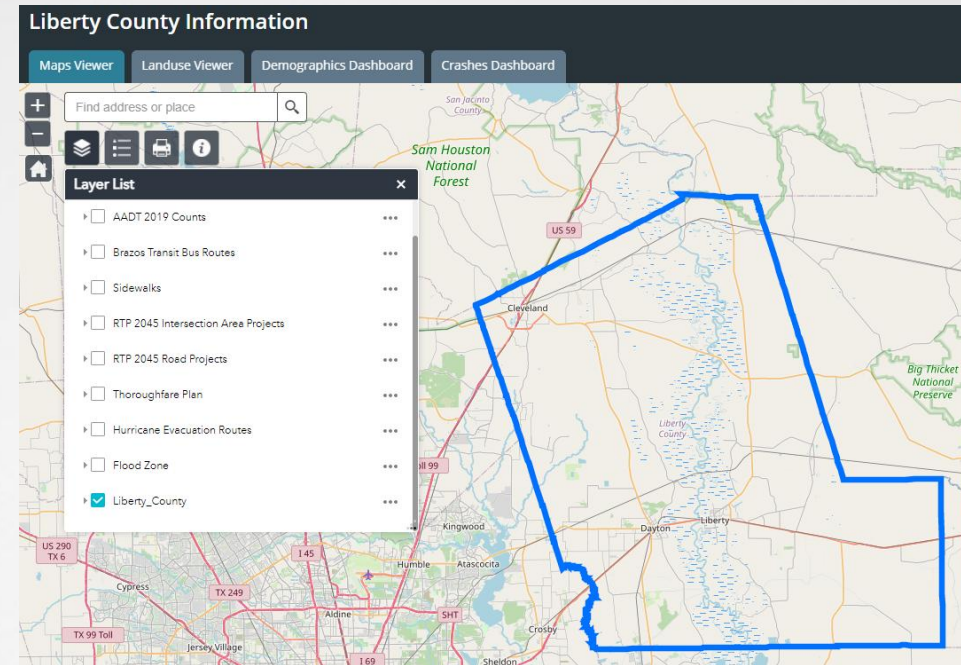 Liberty County Information
Maps Viewer
Landuse Viewer
Demographics Dashboard
Crashes Dashboard
+
Find address or place
−
Layer List
×
AADT 2019 Counts
Brazos Transit Bus Routes
Sidewalks
RTP 2045 Intersection Area Projects
RTP 2045 Road Projects
Thoroughfare Plan
Hurricane Evacuation Routes
Flood Zone
Liberty_County
San Jacinto
County
Sam Houston
National
Forest
US 59
Cleveland
Big Thicket
National
Preserve
Liberty
County
oll 99
Kingwood
Dayton
Liberty
US 290
TX 6
I 45
Humble
Atascocita
Cypress
TX 249
Aldine
SHT
Crosby
TX 99 Toll
Jersey Village
I 69
Sheldon